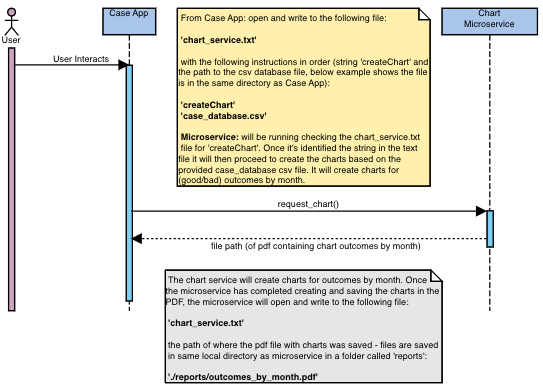 Case App
Chart
Microservice
User
From Case App: open and write to the following file:
'chart_service.txt'
with the following instructions in order (string 'createChart' and
the path to the csv database file, below example shows the file
is in the same directory as Case App):
'createChart'
'case_database.csv'
Microservice: will be running checking the chart_service.txt
file for 'createChart'. Once it's identified the string in the text
file it will then proceed to create the charts based on the
provided case_database csv file. It will create charts for
(good/bad) outcomes by month.
User Interacts
request_chart()
file path (of pdf containing chart outcomes by month)
The chart service will create charts for outcomes by month. Once
the microservice has completed creating and saving the charts in the
PDF, the microservice will open and write to the following file:
'chart_service.txt'
the path of where the pdf file with charts was saved - files are saved
in same local directory as microservice in a folder called 'reports':
'./reports/outcomes_by_month.pdf'